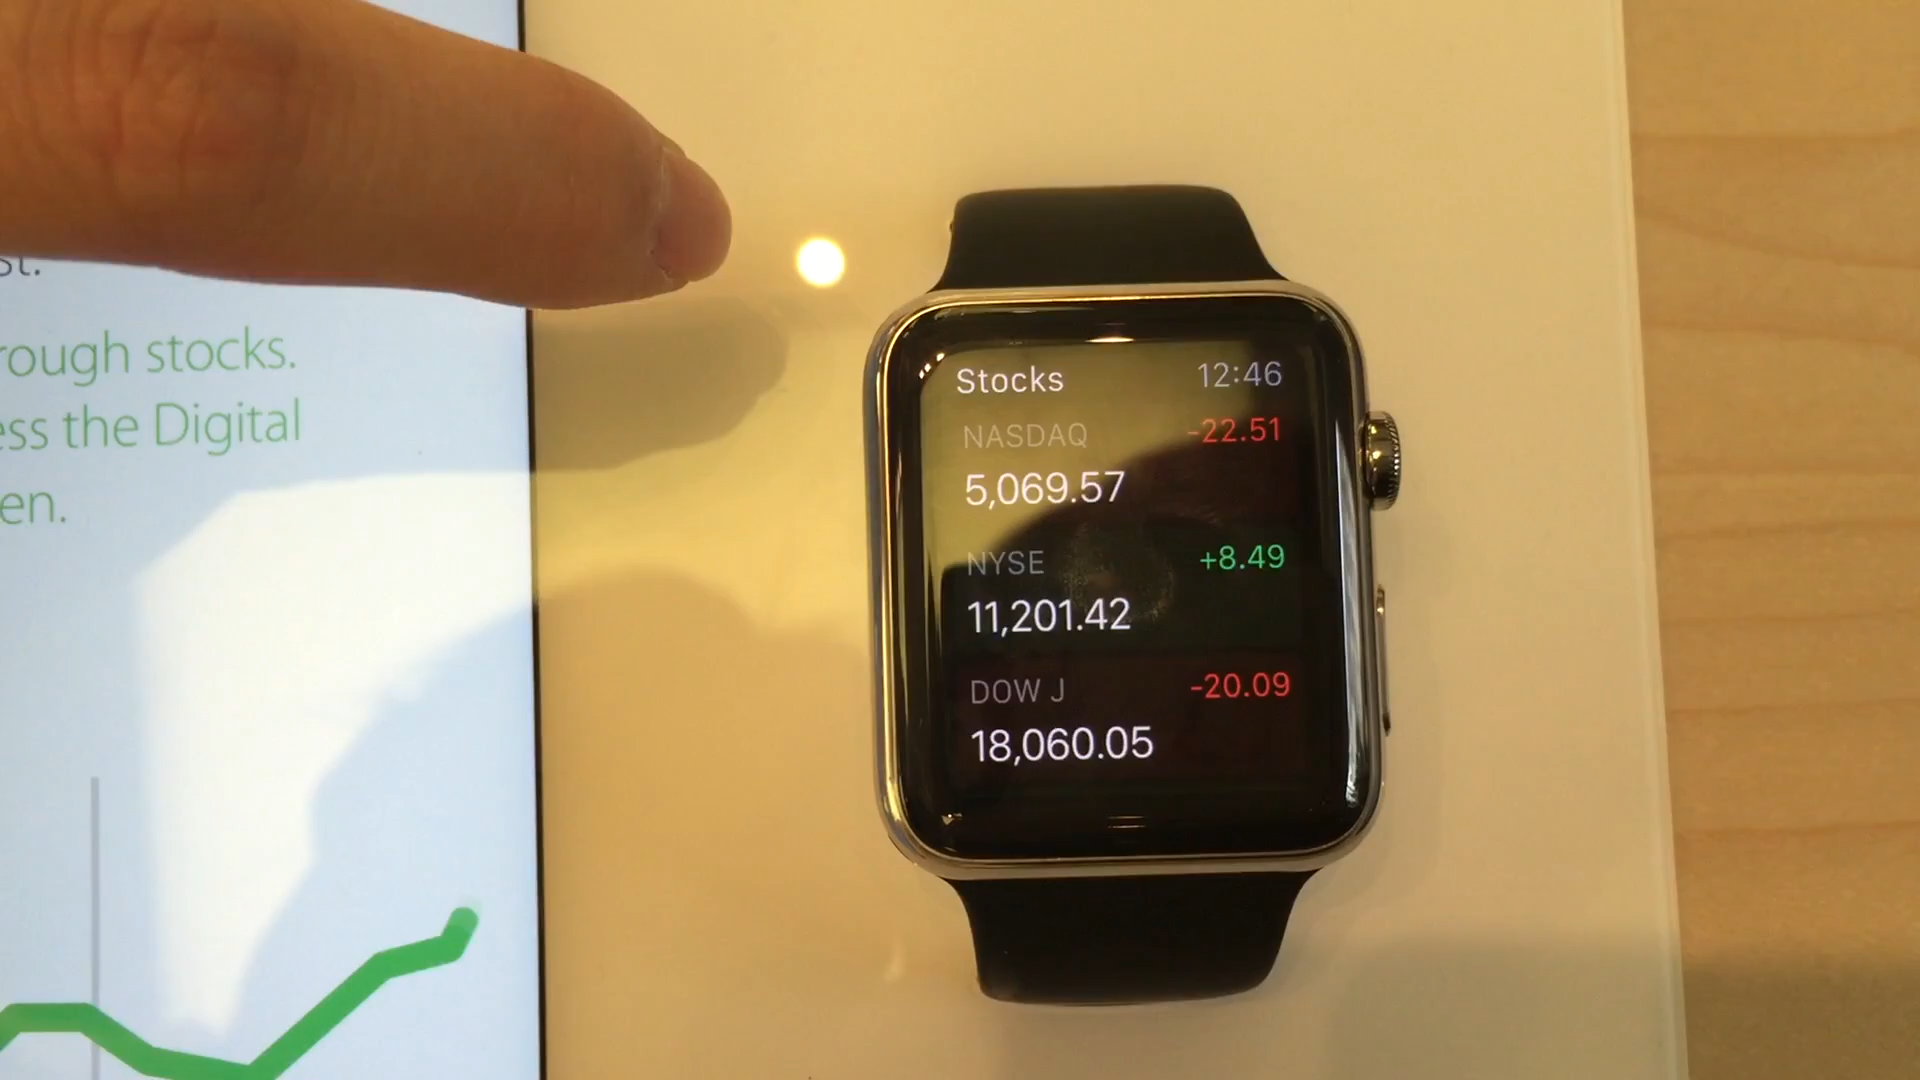 st.
rough stocks.
ess the Digital
en.
Stocks 12:46
NASDAQ -22.51
5,069.57
NYSE +8.49
11,201.42
DOW J -20.09
18,060.05